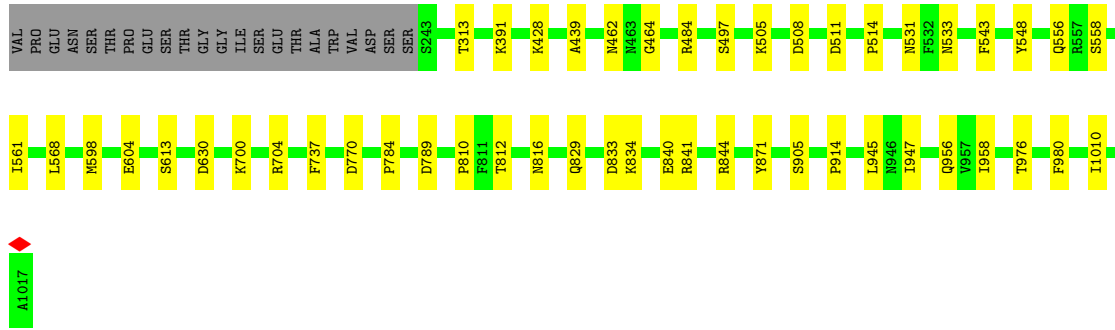 VAL PRO GLU ASN SER THR PRO GLU SER THR GLY GLY ILE SER GLU THR ALA TRP VAL ASP SER SER S243 T313 K391 K428 A439 N462 N463 G464 R484 S497 K505 D508 D511 P514 N531 F532 N533 F543 Y548 Q556 R557 S558
I561 L568 M598 E604 S613 D630 K700 R704 F737 D770 P784 D789 P810 F811 T812 N816 Q829 D833 K834 E840 R841 R844 Y871 S905 P914 L945 N946 I947 Q956 V957 I958 T976 F980 I1010
A1017